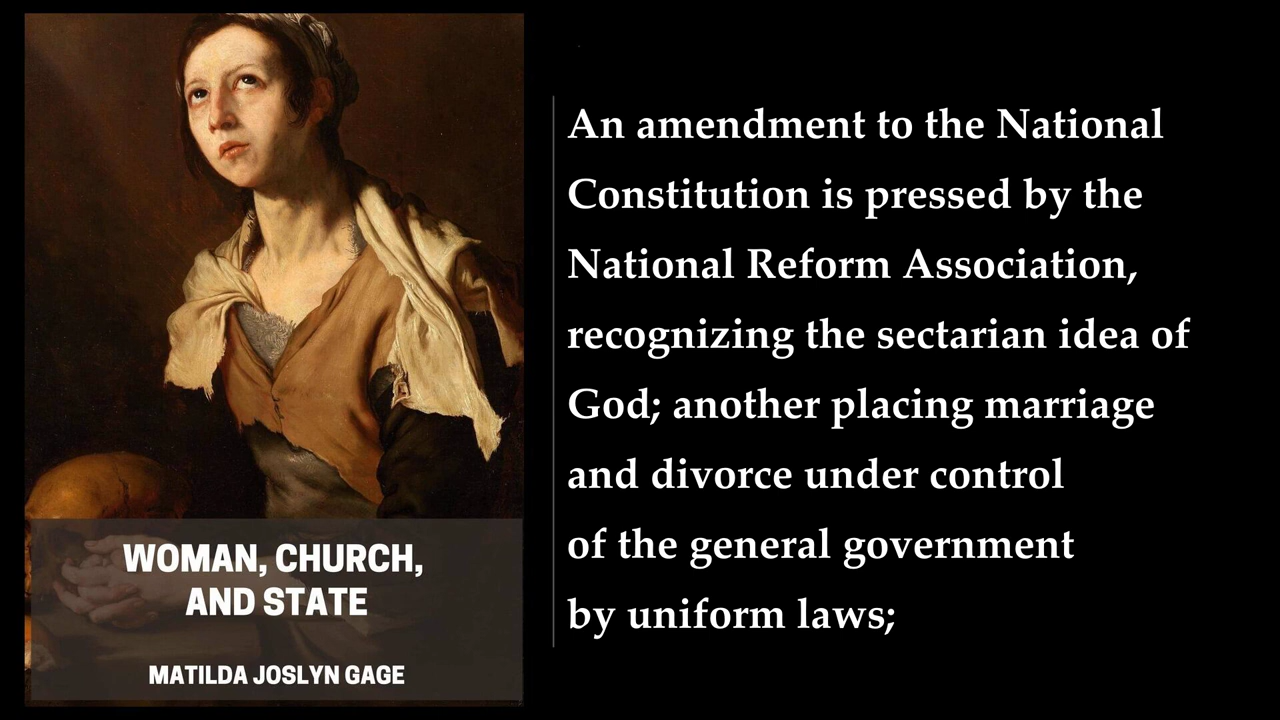 WOMAN, CHURCH,
AND STATE
MATILDA JOSLYN GAGE
An amendment to the National
Constitution is pressed by the
National Reform Association,
recognizing the sectarian idea of
God; another placing marriage
and divorce under control
of the general government
by uniform laws;